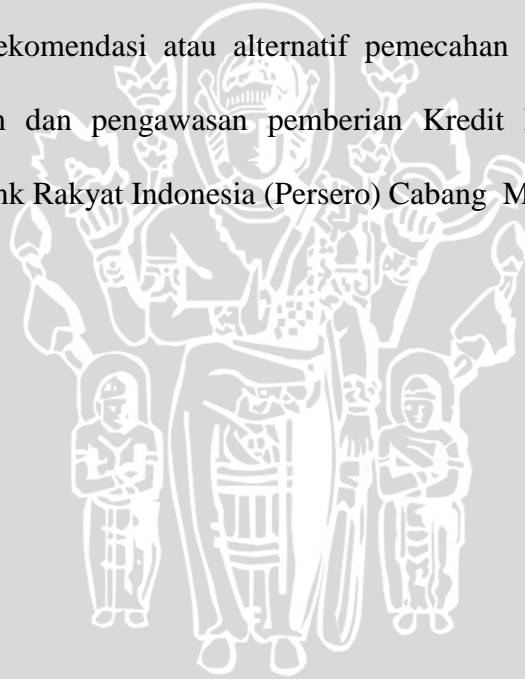 ekomendasi atau alternatif pemecahan
n dan pengawasan pemberian Kredit
nk Rakyat Indonesia (Persero) Cabang M